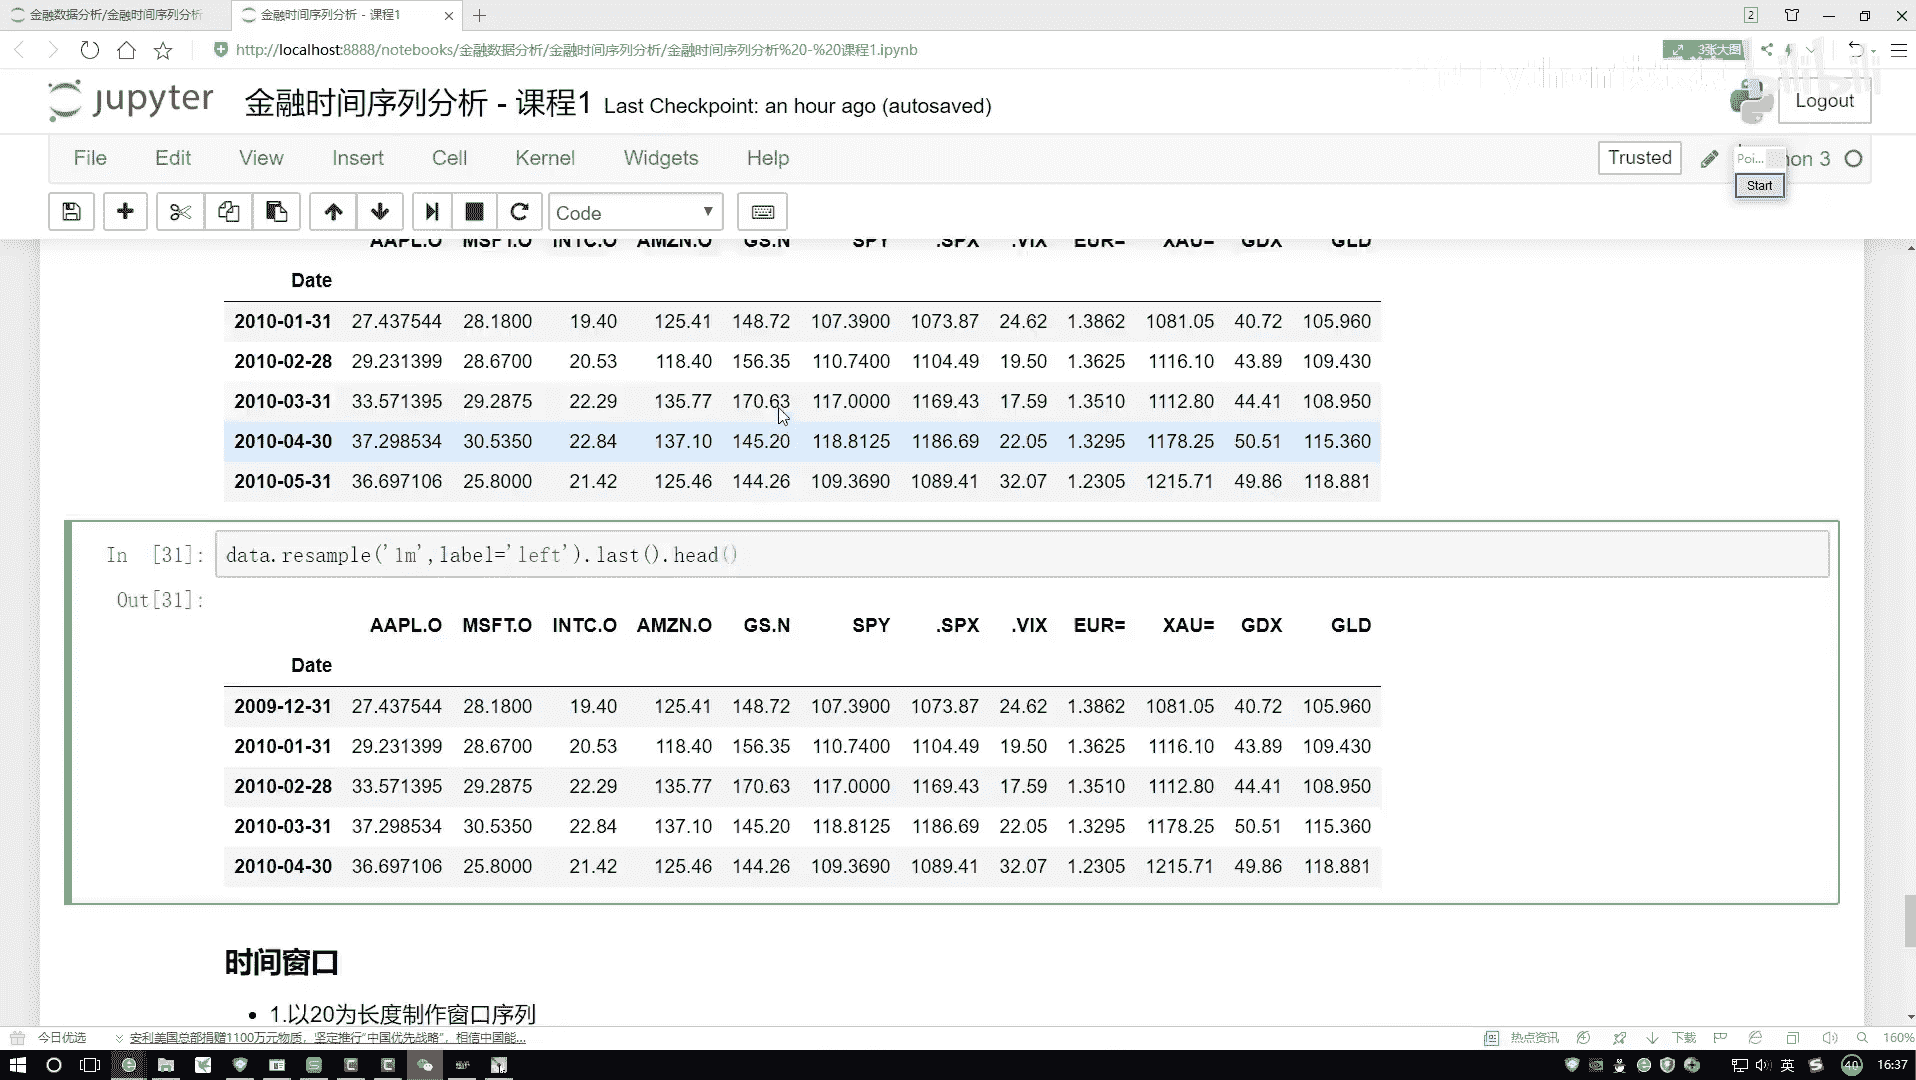 金融数据分析/金融时间序列分析
金融时间序列分析 - 课程1
2
http://localhost:8888/notebooks/金融数据分析/金融时间序列分析/金融时间序列分析%20-%20课程1.ipynb
3张大图
bilibili
jupyter
金融时间序列分析 - 课程1 Last Checkpoint: an hour ago (autosaved)
Logout
File Edit View Insert Cell Kernel Widgets Help
Trusted
Poi...
hon 3
Start
Code
AAPL.O MSFT.O INTC.O AMZN.O GS.N SPY .SPX .VIX EUR= XAU= GDX GLD
Date
2010-01-31 27.437544 28.1800 19.40 125.41 148.72 107.3900 1073.87 24.62 1.3862 1081.05 40.72 105.960
2010-02-28 29.231399 28.6700 20.53 118.40 156.35 110.7400 1104.49 19.50 1.3625 1116.10 43.89 109.430
2010-03-31 33.571395 29.2875 22.29 135.77 170.63 117.0000 1169.43 17.59 1.3510 1112.80 44.41 108.950
2010-04-30 37.298534 30.5350 22.84 137.10 145.20 118.8125 1186.69 22.05 1.3295 1178.25 50.51 115.360
2010-05-31 36.697106 25.8000 21.42 125.46 144.26 109.3690 1089.41 32.07 1.2305 1215.71 49.86 118.881
In [31]: data.resample('1m',label='left').last().head()
Out[31]:
AAPL.O MSFT.O INTC.O AMZN.O GS.N SPY .SPX .VIX EUR= XAU= GDX GLD
Date
2009-12-31 27.437544 28.1800 19.40 125.41 148.72 107.3900 1073.87 24.62 1.3862 1081.05 40.72 105.960
2010-01-31 29.231399 28.6700 20.53 118.40 156.35 110.7400 1104.49 19.50 1.3625 1116.10 43.89 109.430
2010-02-28 33.571395 29.2875 22.29 135.77 170.63 117.0000 1169.43 17.59 1.3510 1112.80 44.41 108.950
2010-03-31 37.298534 30.5350 22.84 137.10 145.20 118.8125 1186.69 22.05 1.3295 1178.25 50.51 115.360
2010-04-30 36.697106 25.8000 21.42 125.46 144.26 109.3690 1089.41 32.07 1.2305 1215.71 49.86 118.881
时间窗口
1.以20为长度制作窗口序列
今日优选
安利美国总部捐赠1100万元物质，坚定推行“中国优先战略”，相信中国能...
热点资讯
下载
160%
英
40
16:37